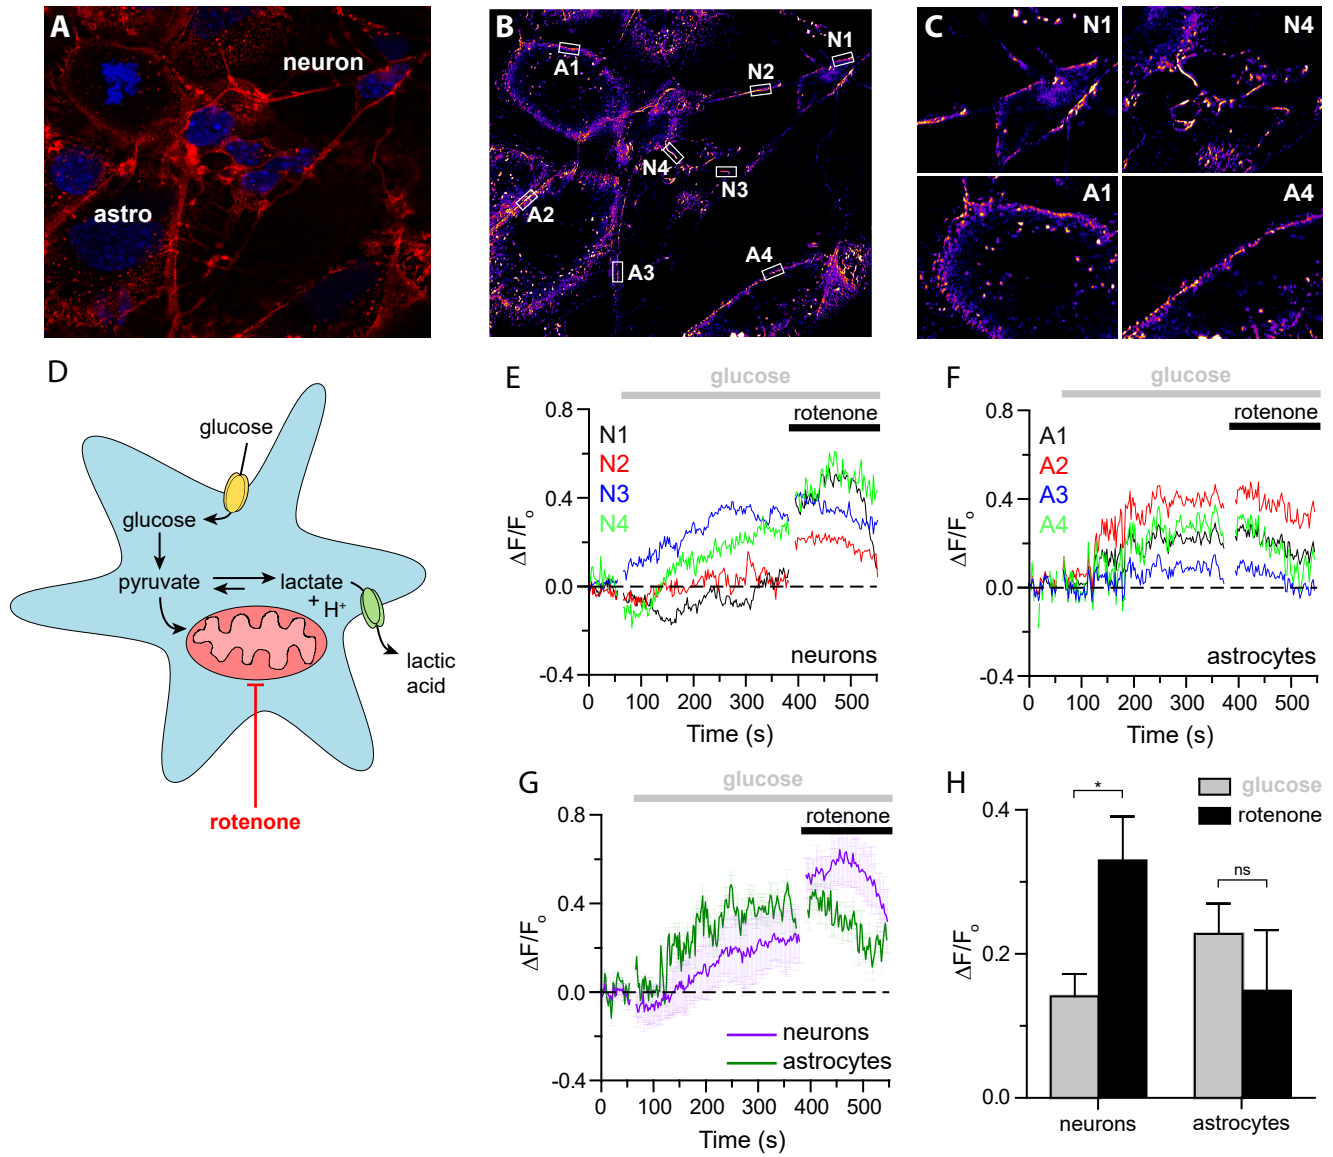 A
neuron
astro
B
A1
N1
N2
N4
N3
A2
A3
A4
C
N1
N4
A1
A4
D
glucose
glucose
pyruvate
lactate
+ H⁺
lactic
acid
rotenone
E
glucose
rotenone
0.8
0.4
0.0
-0.4
ΔF/Fₒ
N1
N2
N3
N4
neurons
0 100 200 300 400 500
Time (s)
F
glucose
rotenone
0.8
0.4
0.0
-0.4
ΔF/Fₒ
A1
A2
A3
A4
astrocytes
0 100 200 300 400 500
Time (s)
G
glucose
rotenone
0.8
0.4
0.0
-0.4
ΔF/Fₒ
neurons
astrocytes
0 100 200 300 400 500
Time (s)
H
glucose
rotenone
0.4
0.2
0.0
ΔF/Fₒ
*
ns
neurons
astrocytes